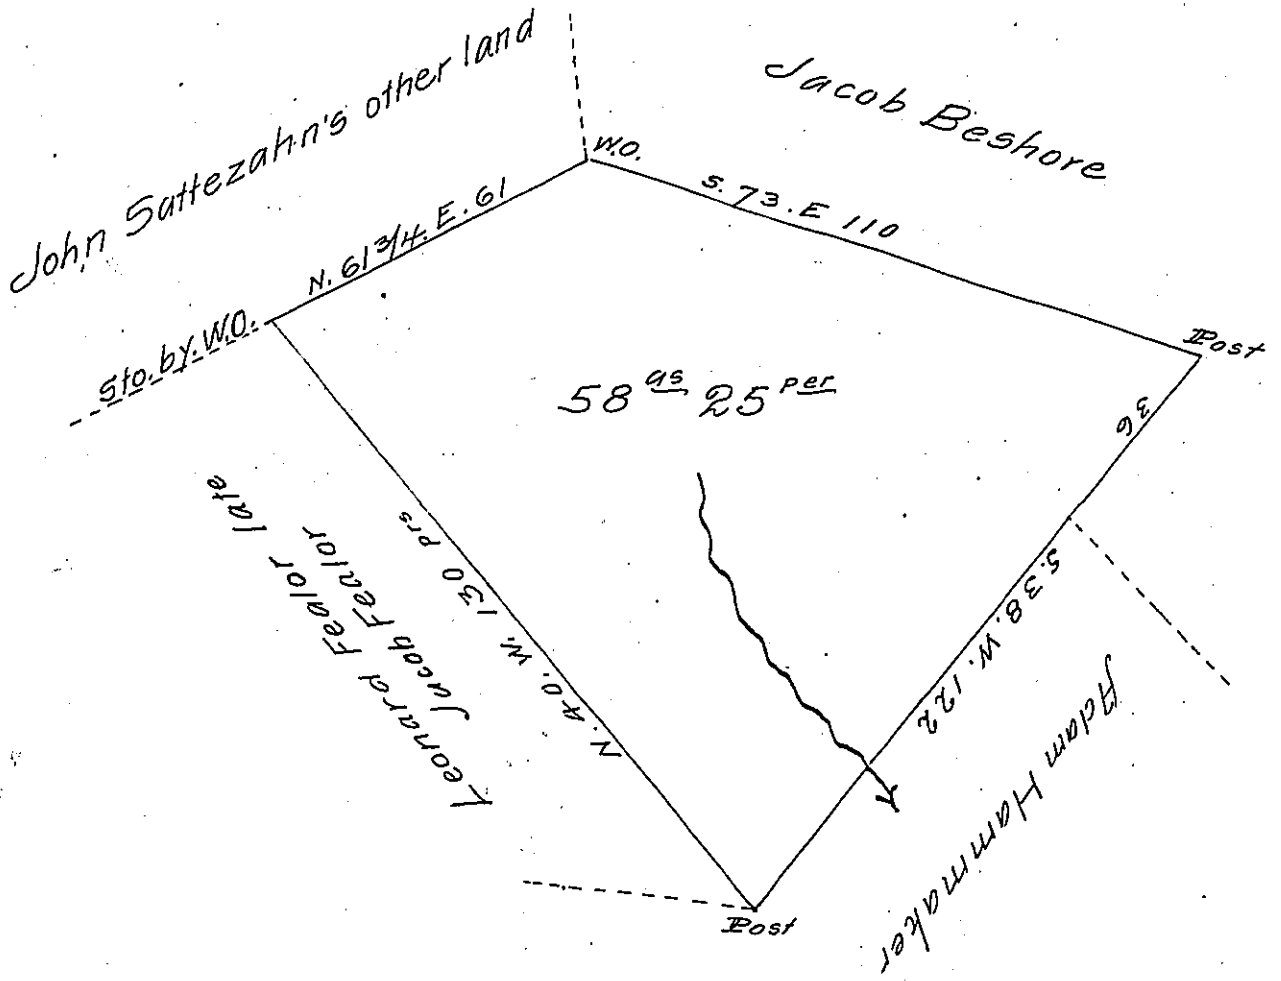 John Sattezahn's other land
Jacob Beshore
W.O.
N. 61 3/4. E. 61
S. 73. E 110
Sto. by. W.O.
Post
58 as 25 per
36
S. 38. W. 122
Leonard Fealor late
Jacob Fealor
N. 40. W. 130 prs
Adam Hammaker
Post